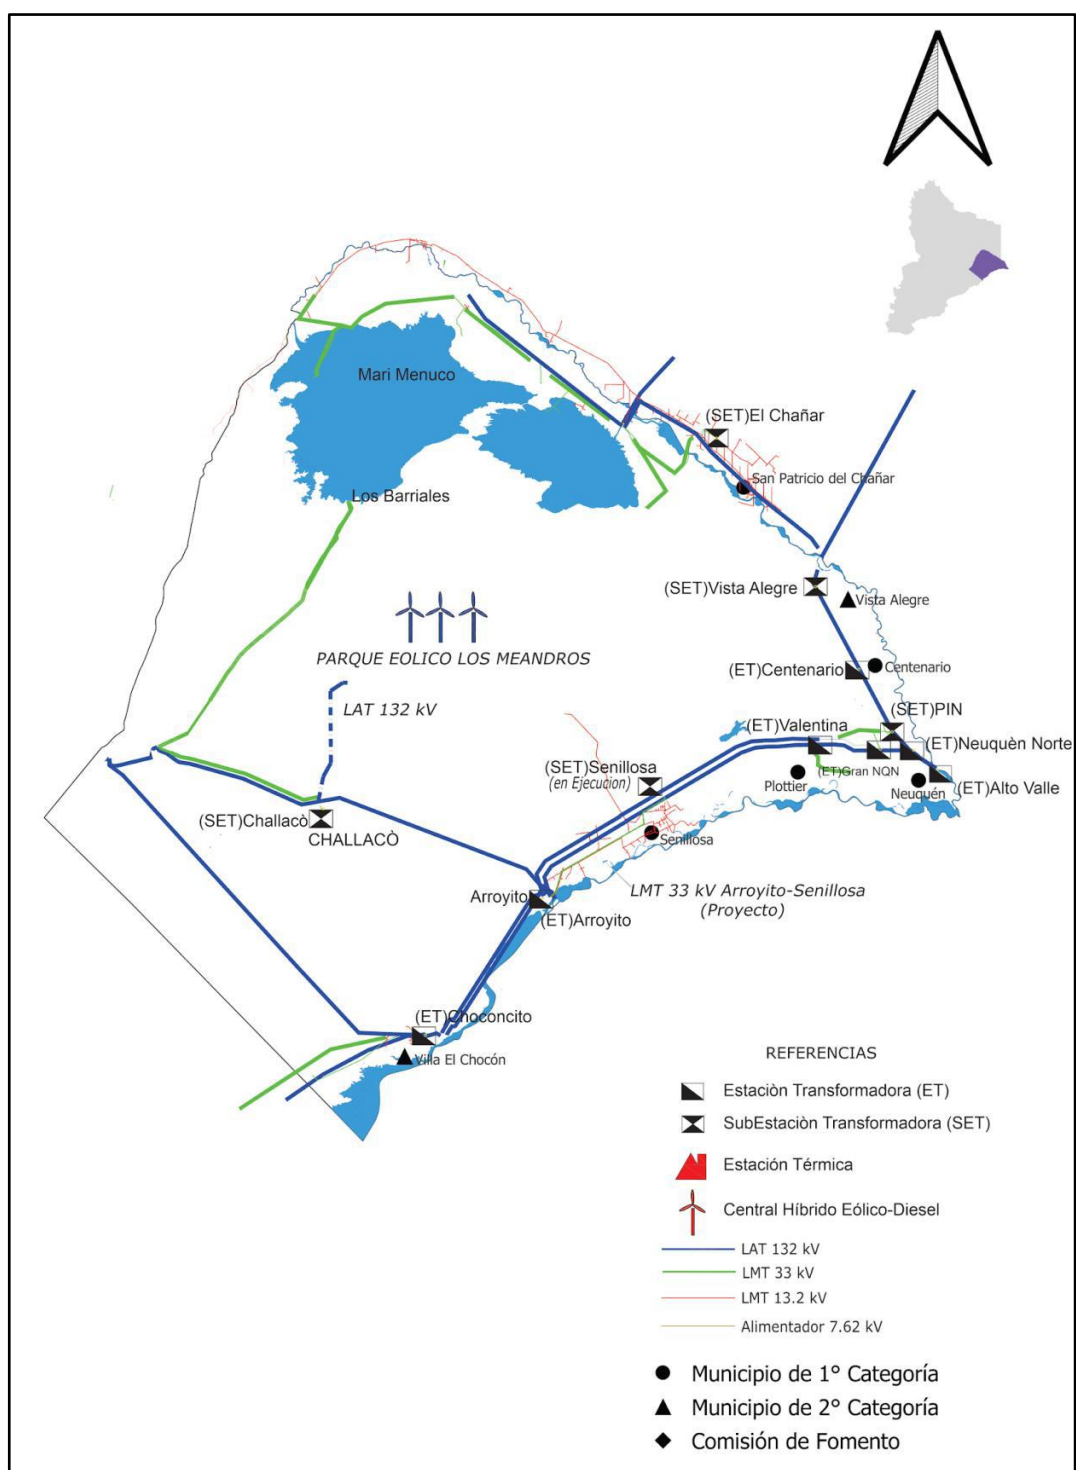 Mari Menuco
(SET)El Chañar
San Patricio del Chañar
Los Barriales
(SET)Vista Alegre
Vista Alegre
PARQUE EOLICO LOS MEANDROS
(ET)Centenario
Centenario
LAT 132 kV
(SET)PIN
(ET)Valentina
(ET)Neuquèn Norte
(SET)Senillosa
(en Ejecucion)
(ET)Gran NQN
Plottier
Neuquén
(ET)Alto Valle
(SET)Challacò
CHALLACÒ
Senillosa
Arroyito
LMT 33 kV Arroyito-Senillosa
(Proyecto)
(ET)Arroyito
(ET)Choconcito
Villa El Chocón
REFERENCIAS
Estaciòn Transformadora (ET)
SubEstaciòn Transformadora (SET)
Estación Térmica
Central Híbrido Eólico-Diesel
LAT 132 kV
LMT 33 kV
LMT 13.2 kV
Alimentador 7.62 kV
Municipio de 1° Categoría
Municipio de 2° Categoría
Comisión de Fomento